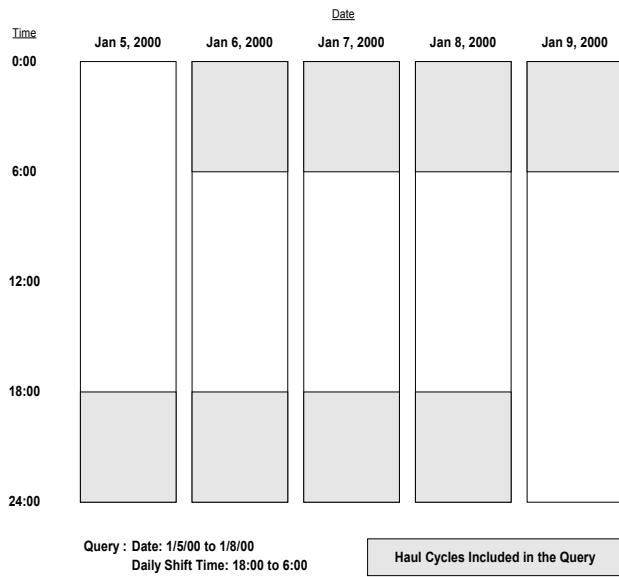 Date
Time
Jan 5, 2000 Jan 6, 2000 Jan 7, 2000 Jan 8, 2000 Jan 9, 2000
0:00
6:00
12:00
18:00
24:00
Query : Date: 1/5/00 to 1/8/00
Daily Shift Time: 18:00 to 6:00
Haul Cycles Included in the Query